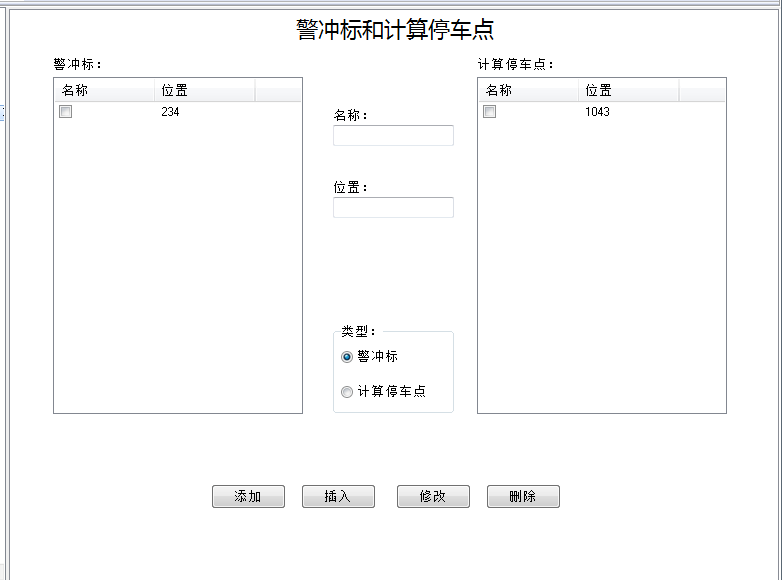 警冲标和计算停车点
警冲标：
名称 位置
234
名称：
位置：
类型：
警冲标
计算停车点
计算停车点：
名称 位置
1043
添加 插入 修改 删除